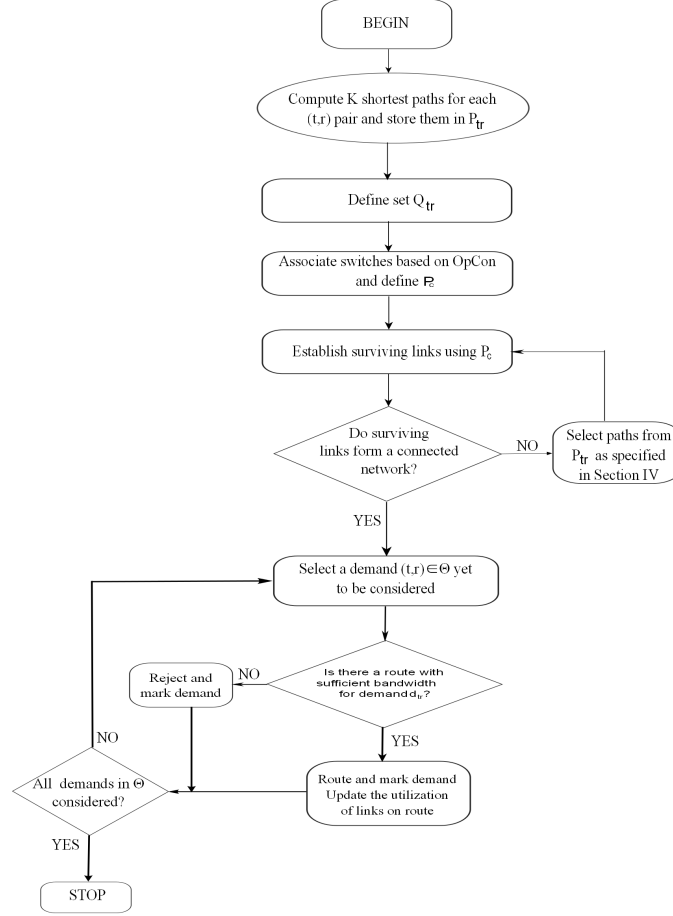 BEGIN
Compute K shortest paths for each
(t,r) pair and store them in Ptr
Define set Qtr
Associate switches based on OpCon
and define Pc
Establish surviving links using Pc
Do surviving
links form a connected
network?
NO
Select paths from
Ptr as specified
in Section IV
YES
Select a demand (t,r)∈Θ yet
to be considered
Is there a route with
sufficient bandwidth
for demand dtr?
NO
Reject and
mark demand
YES
Route and mark demand
Update the utilization
of links on route
NO
All demands in Θ
considered?
YES
STOP